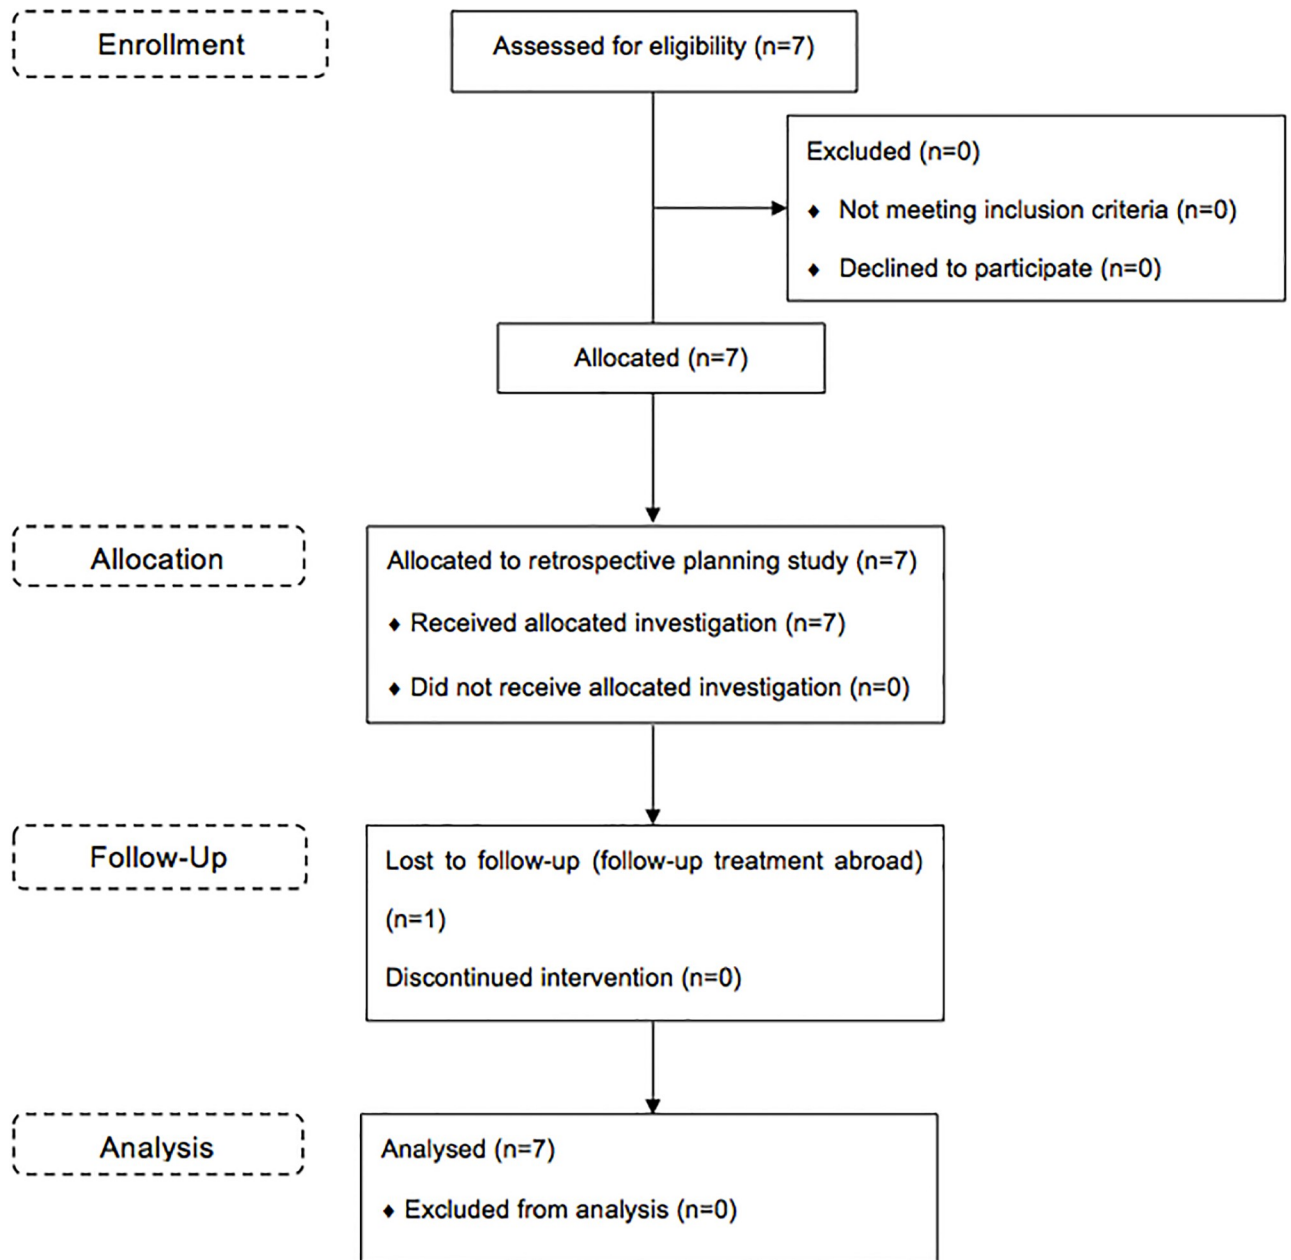 Enrollment
Assessed for eligibility (n=7)
Excluded (n=0)
♦ Not meeting inclusion criteria (n=0)
♦ Declined to participate (n=0)
Allocated (n=7)
Allocation
Allocated to retrospective planning study (n=7)
♦ Received allocated investigation (n=7)
♦ Did not receive allocated investigation (n=0)
Follow-Up
Lost to follow-up (follow-up treatment abroad)
(n=1)
Discontinued intervention (n=0)
Analysis
Analysed (n=7)
♦ Excluded from analysis (n=0)